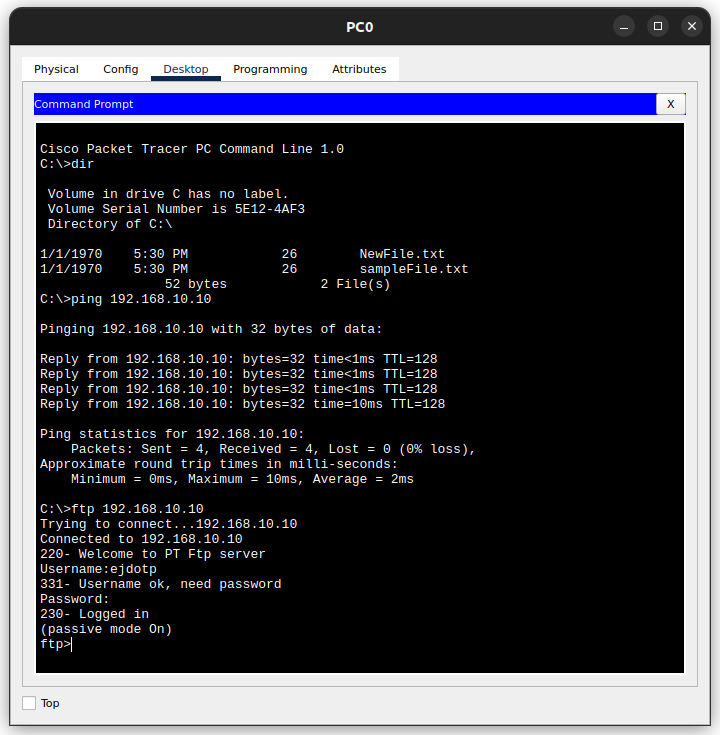 PC0
Physical Config Desktop Programming Attributes
Command Prompt X
Cisco Packet Tracer PC Command Line 1.0
C:\>dir
Volume in drive C has no label.
Volume Serial Number is 5E12-4AF3
Directory of C:\
1/1/1970 5:30 PM 26 NewFile.txt
1/1/1970 5:30 PM 26 sampleFile.txt
52 bytes 2 File(s)
C:\>ping 192.168.10.10
Pinging 192.168.10.10 with 32 bytes of data:
Reply from 192.168.10.10: bytes=32 time<1ms TTL=128
Reply from 192.168.10.10: bytes=32 time<1ms TTL=128
Reply from 192.168.10.10: bytes=32 time<1ms TTL=128
Reply from 192.168.10.10: bytes=32 time=10ms TTL=128
Ping statistics for 192.168.10.10:
Packets: Sent = 4, Received = 4, Lost = 0 (0% loss),
Approximate round trip times in milli-seconds:
Minimum = 0ms, Maximum = 10ms, Average = 2ms
C:\>ftp 192.168.10.10
Trying to connect...192.168.10.10
Connected to 192.168.10.10
220- Welcome to PT Ftp server
Username:ejdotp
331- Username ok, need password
Password:
230- Logged in
(passive mode On)
ftp>
Top